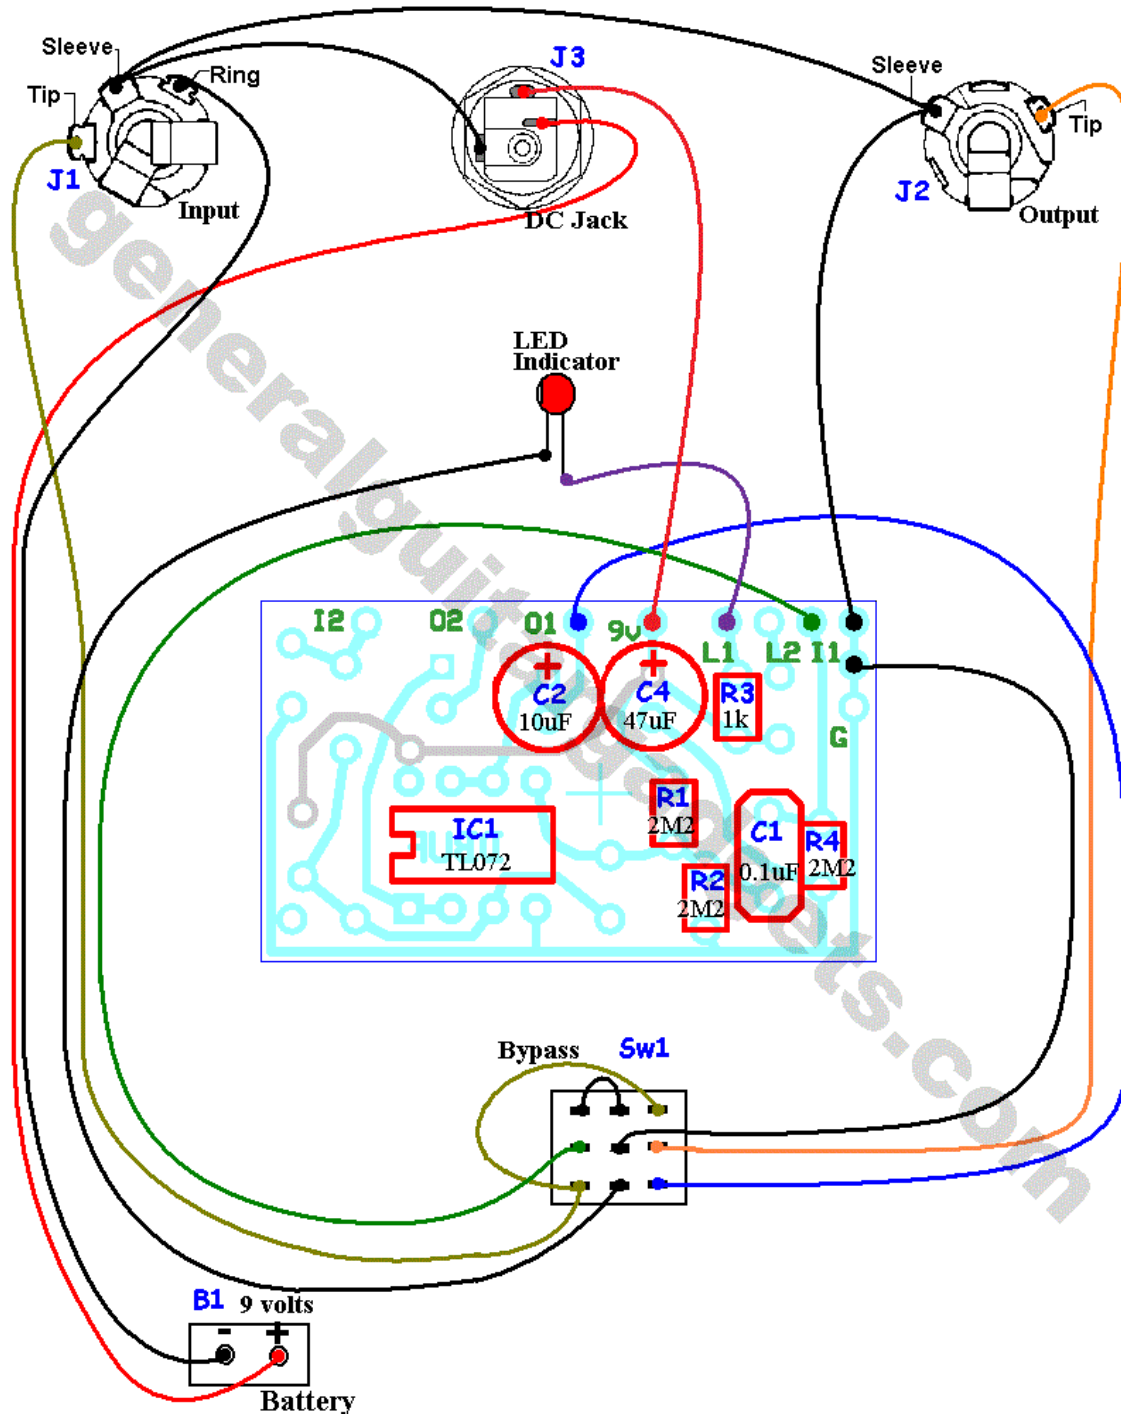 Sleeve
Ring
Tip
J1
Input
J3
DC Jack
Sleeve
Tip
J2
Output
LED
Indicator
I2
O2
O1
9v
L1
L2
I1
+
C2
10uF
+
C4
47uF
R3
1k
G
R1
2M2
IC1
TL072
C1
0.1uF
R4
2M2
R2
2M2
generalguitargadgets.com
Bypass
Sw1
B1
9 volts
- +
Battery